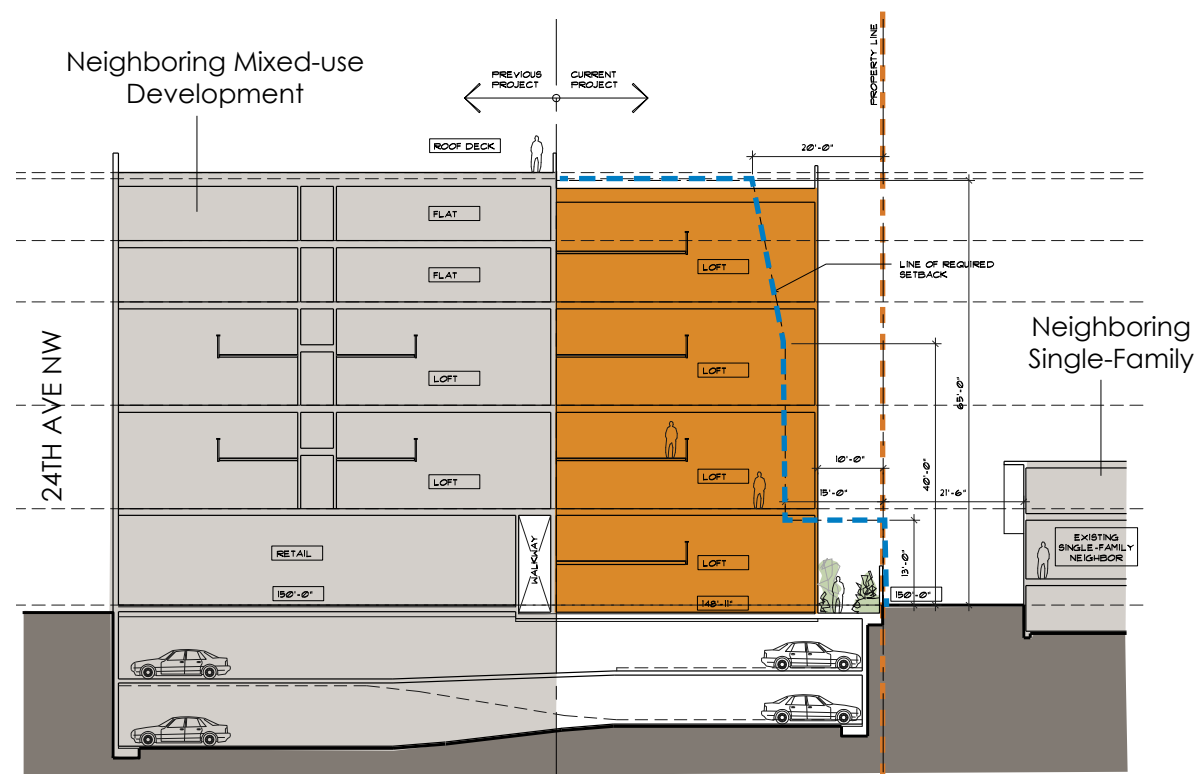 Neighboring Mixed-use
Development
PREVIOUS
PROJECT
CURRENT
PROJECT
PROPERTY LINE
ROOF DECK
20'-0"
FLAT
LOFT
LINE OF REQUIRED
SETBACK
FLAT
Neighboring
Single-Family
24TH AVE NW
65'-0"
LOFT
LOFT
10'-0"
40'-0"
LOFT
LOFT
15'-0"
21'-6"
RETAIL
WALKWAY
LOFT
13'-0"
EXISTING
SINGLE-FAMILY
NEIGHBOR
150'-0"
148'-11"
150'-0"